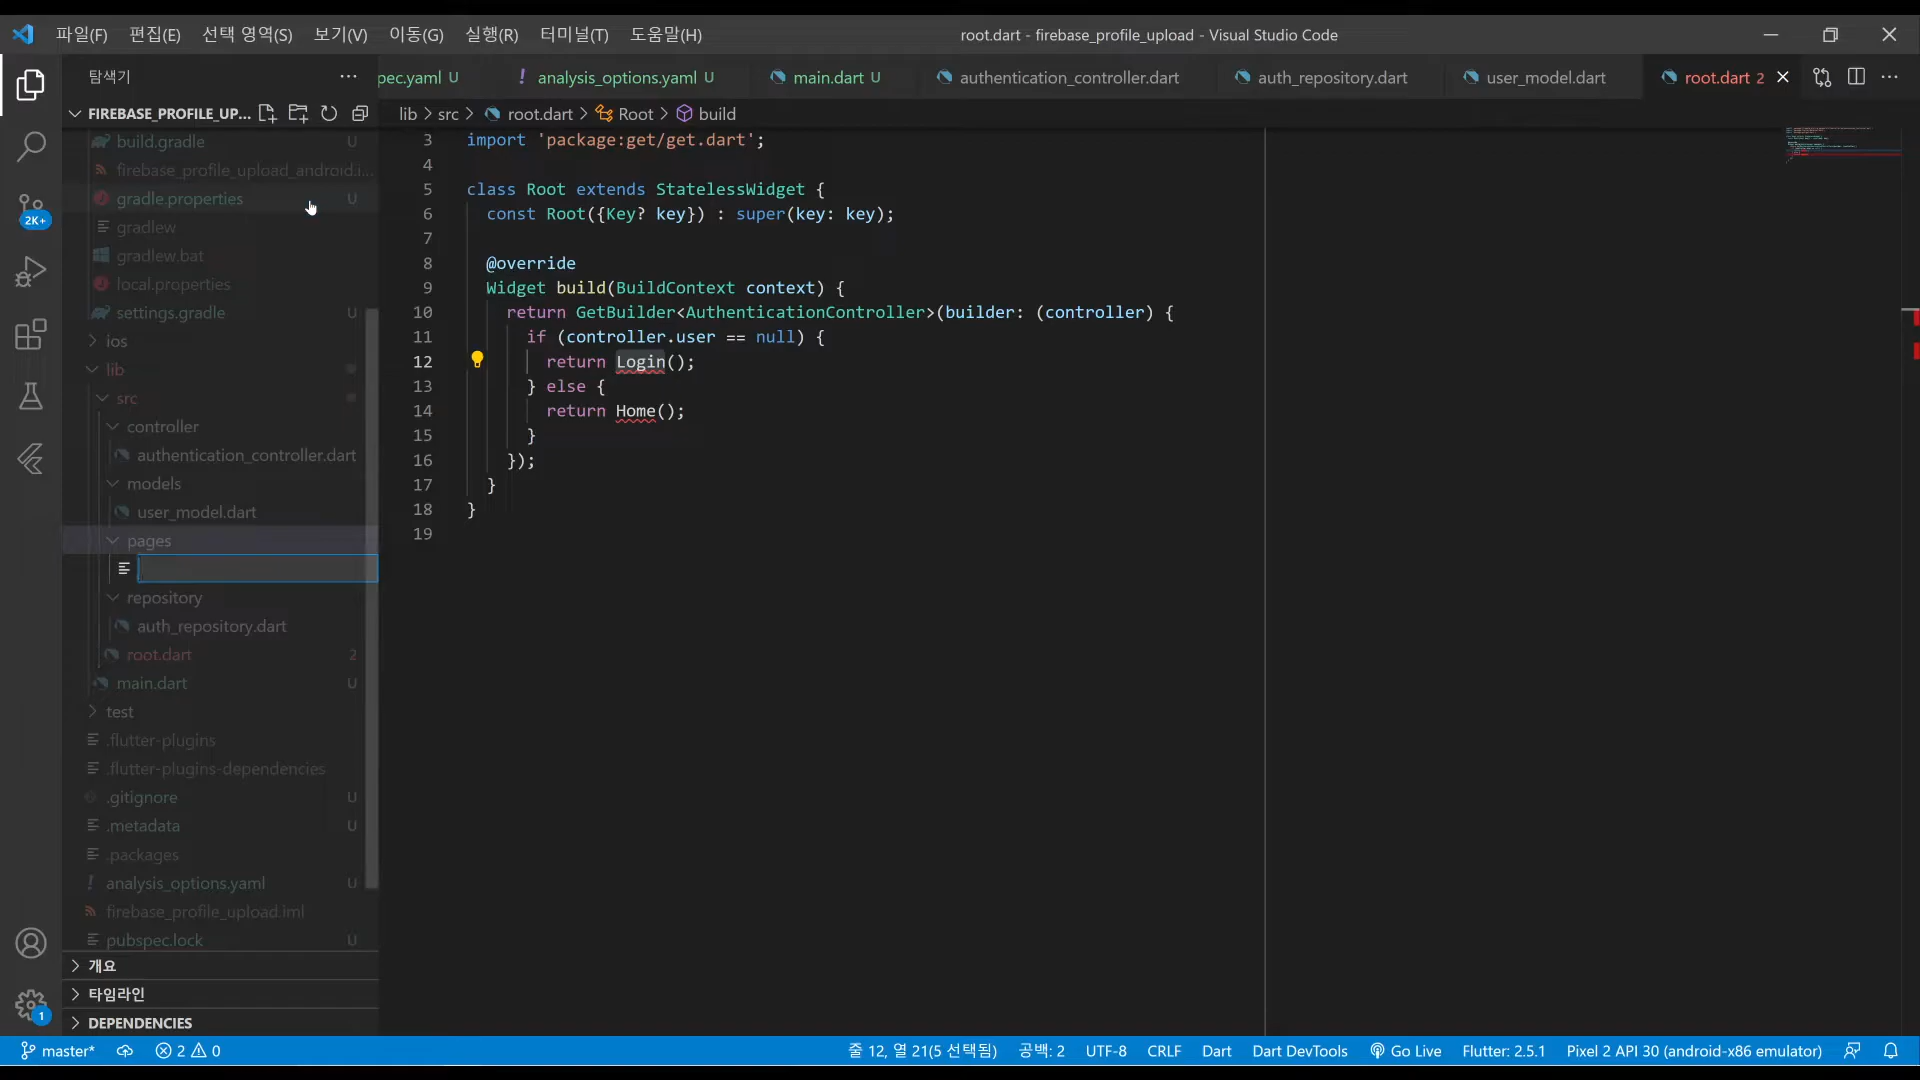 파일(F) 편집(E) 선택 영역(S) 보기(V) 이동(G) 실행(R) 터미널(T) 도움말(H) root.dart - firebase_profile_upload - Visual Studio Code
탐색기
pec.yaml U ! analysis_options.yaml U main.dart U authentication_controller.dart auth_repository.dart user_model.dart root.dart 2
FIREBASE_PROFILE_UP...
lib > src > root.dart > Root > build
build.gradle U
firebase_profile_upload_android.i...
gradle.properties U
gradlew
gradlew.bat
local.properties
settings.gradle U
ios
lib
src
controller
authentication_controller.dart
models
user_model.dart
pages
repository
auth_repository.dart
root.dart 2
main.dart U
test
.flutter-plugins
.flutter-plugins-dependencies
.gitignore U
.metadata U
.packages
! analysis_options.yaml U
firebase_profile_upload.iml
pubspec.lock U
개요
타임라인
DEPENDENCIES
2K+
1
3 import 'package:get/get.dart';
4
5 class Root extends StatelessWidget {
6 const Root({Key? key}) : super(key: key);
7
8 @override
9 Widget build(BuildContext context) {
10 return GetBuilder<AuthenticationController>(builder: (controller) {
11 if (controller.user == null) {
12 return Login();
13 } else {
14 return Home();
15 }
16 });
17 }
18 }
19
master* 2 0 줄 12, 열 21(5 선택됨) 공백: 2 UTF-8 CRLF Dart Dart DevTools Go Live Flutter: 2.5.1 Pixel 2 API 30 (android-x86 emulator)